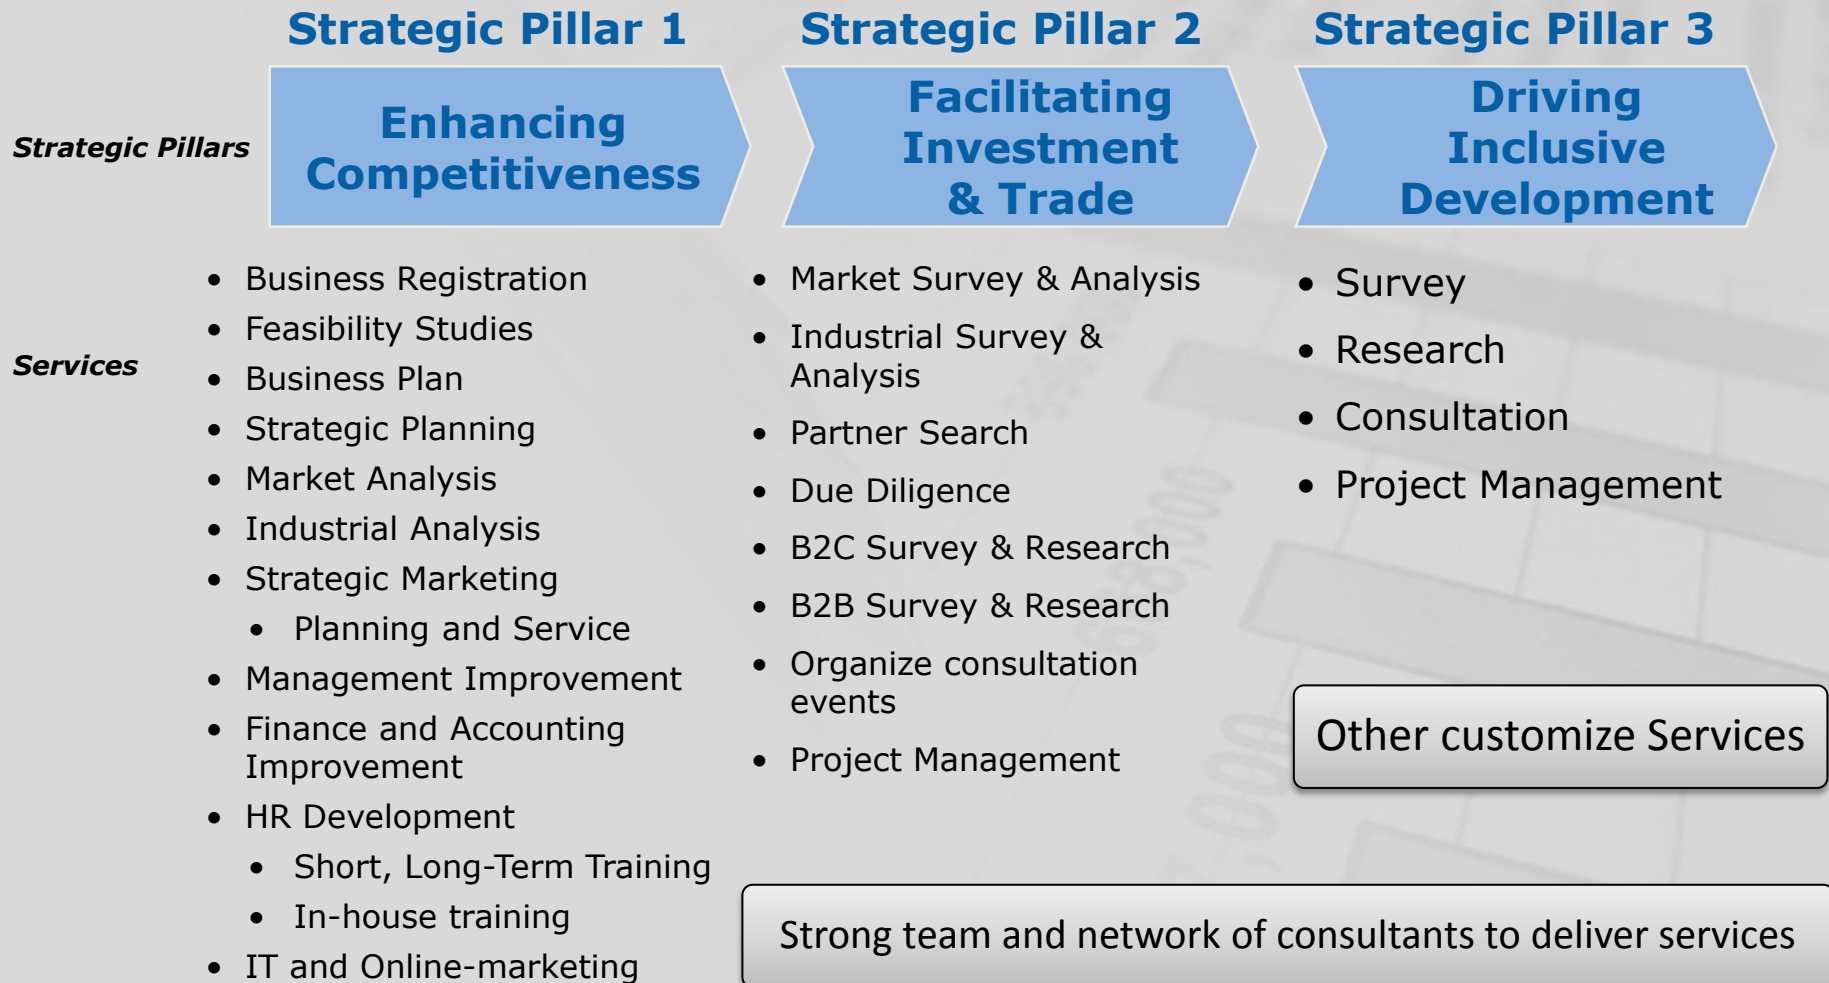 Strategic Pillar 1
Strategic Pillar 2
Strategic Pillar 3
Strategic Pillars
Enhancing
Competitiveness
Facilitating
Investment
& Trade
Driving
Inclusive
Development
Services
• Business Registration
• Feasibility Studies
• Business Plan
• Strategic Planning
• Market Analysis
• Industrial Analysis
• Strategic Marketing
• Planning and Service
• Management Improvement
• Finance and Accounting
Improvement
• HR Development
• Short, Long-Term Training
• In-house training
• IT and Online-marketing
• Market Survey & Analysis
• Industrial Survey &
Analysis
• Partner Search
• Due Diligence
• B2C Survey & Research
• B2B Survey & Research
• Organize consultation
events
• Project Management
• Survey
• Research
• Consultation
• Project Management
Other customize Services
Strong team and network of consultants to deliver services